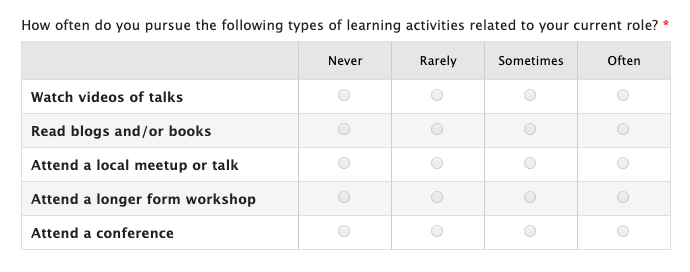 How often do you pursue the following types of learning activities related to your current role? *
Never Rarely Sometimes Often
Watch videos of talks
Read blogs and/or books
Attend a local meetup or talk
Attend a longer form workshop
Attend a conference